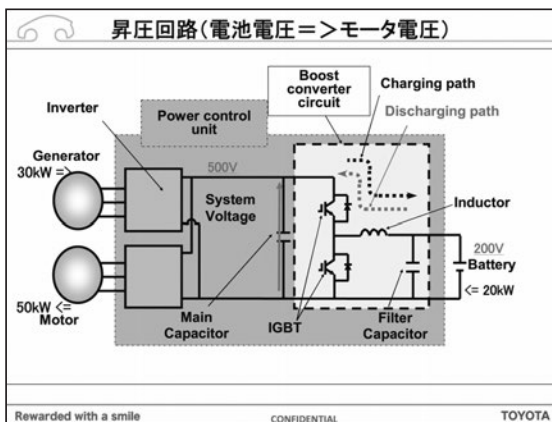 昇圧回路(電池電圧=>モータ電圧)
Boost
converter
circuit
Charging path
Discharging path
Inverter
Power control
unit
Generator
30kW =>
500V
System
Voltage
Inductor
200V
Battery
<= 20kW
50kW <=
Motor
Main
Capacitor
IGBT
Filter
Capacitor
Rewarded with a smile
CONFIDENTIAL
TOYOTA